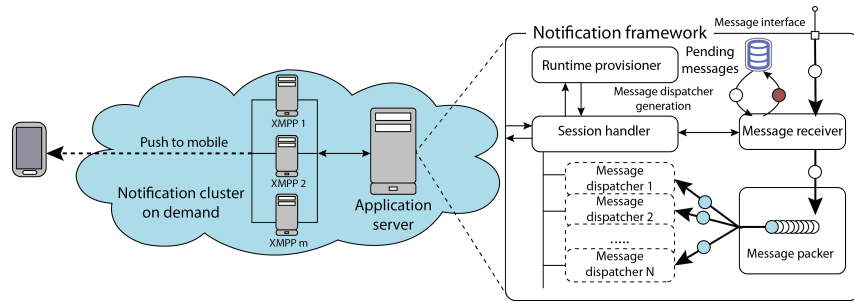 Notification framework
Message interface
Runtime provisioner
Pending
messages
Message dispatcher
generation
Session handler
Message receiver
XMPP 1
Push to mobile
XMPP 2
Notification cluster
on demand
Application
server
XMPP m
Message
dispatcher 1
Message
dispatcher 2
.....
Message
dispatcher N
Message packer